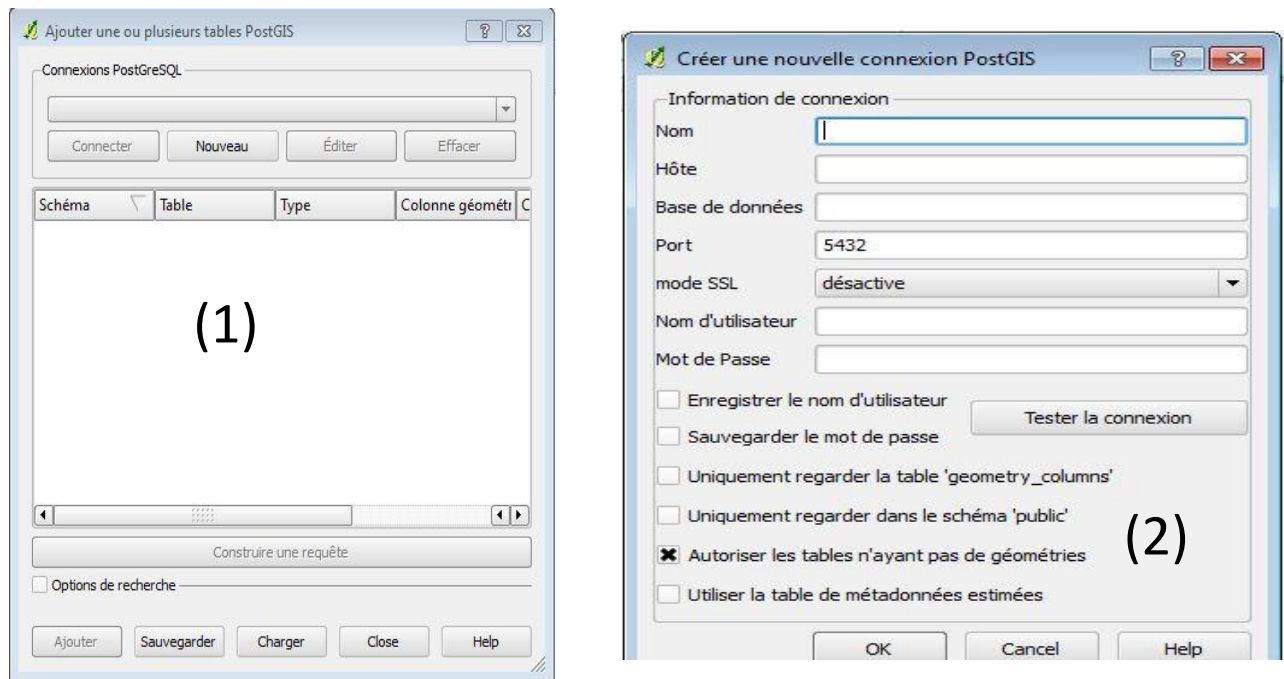 Ajouter une ou plusieurs tables PostGIS
Connexions PostGreSQL
Connecter Nouveau Éditer Effacer
Schéma Table Type Colonne géométr C
(1)
Construire une requête
Options de recherche
Ajouter Sauvegarder Charger Close Help
Créer une nouvelle connexion PostGIS
Information de connexion
Nom
Hôte
Base de données
Port 5432
mode SSL désactive
Nom d'utilisateur
Mot de Passe
Enregistrer le nom d'utilisateur
Tester la connexion
Sauvegarder le mot de passe
Uniquement regarder la table 'geometry_columns'
Uniquement regarder dans le schéma 'public'
(2)
Autoriser les tables n'ayant pas de géométries
Utiliser la table de métadonnées estimées
OK Cancel Help